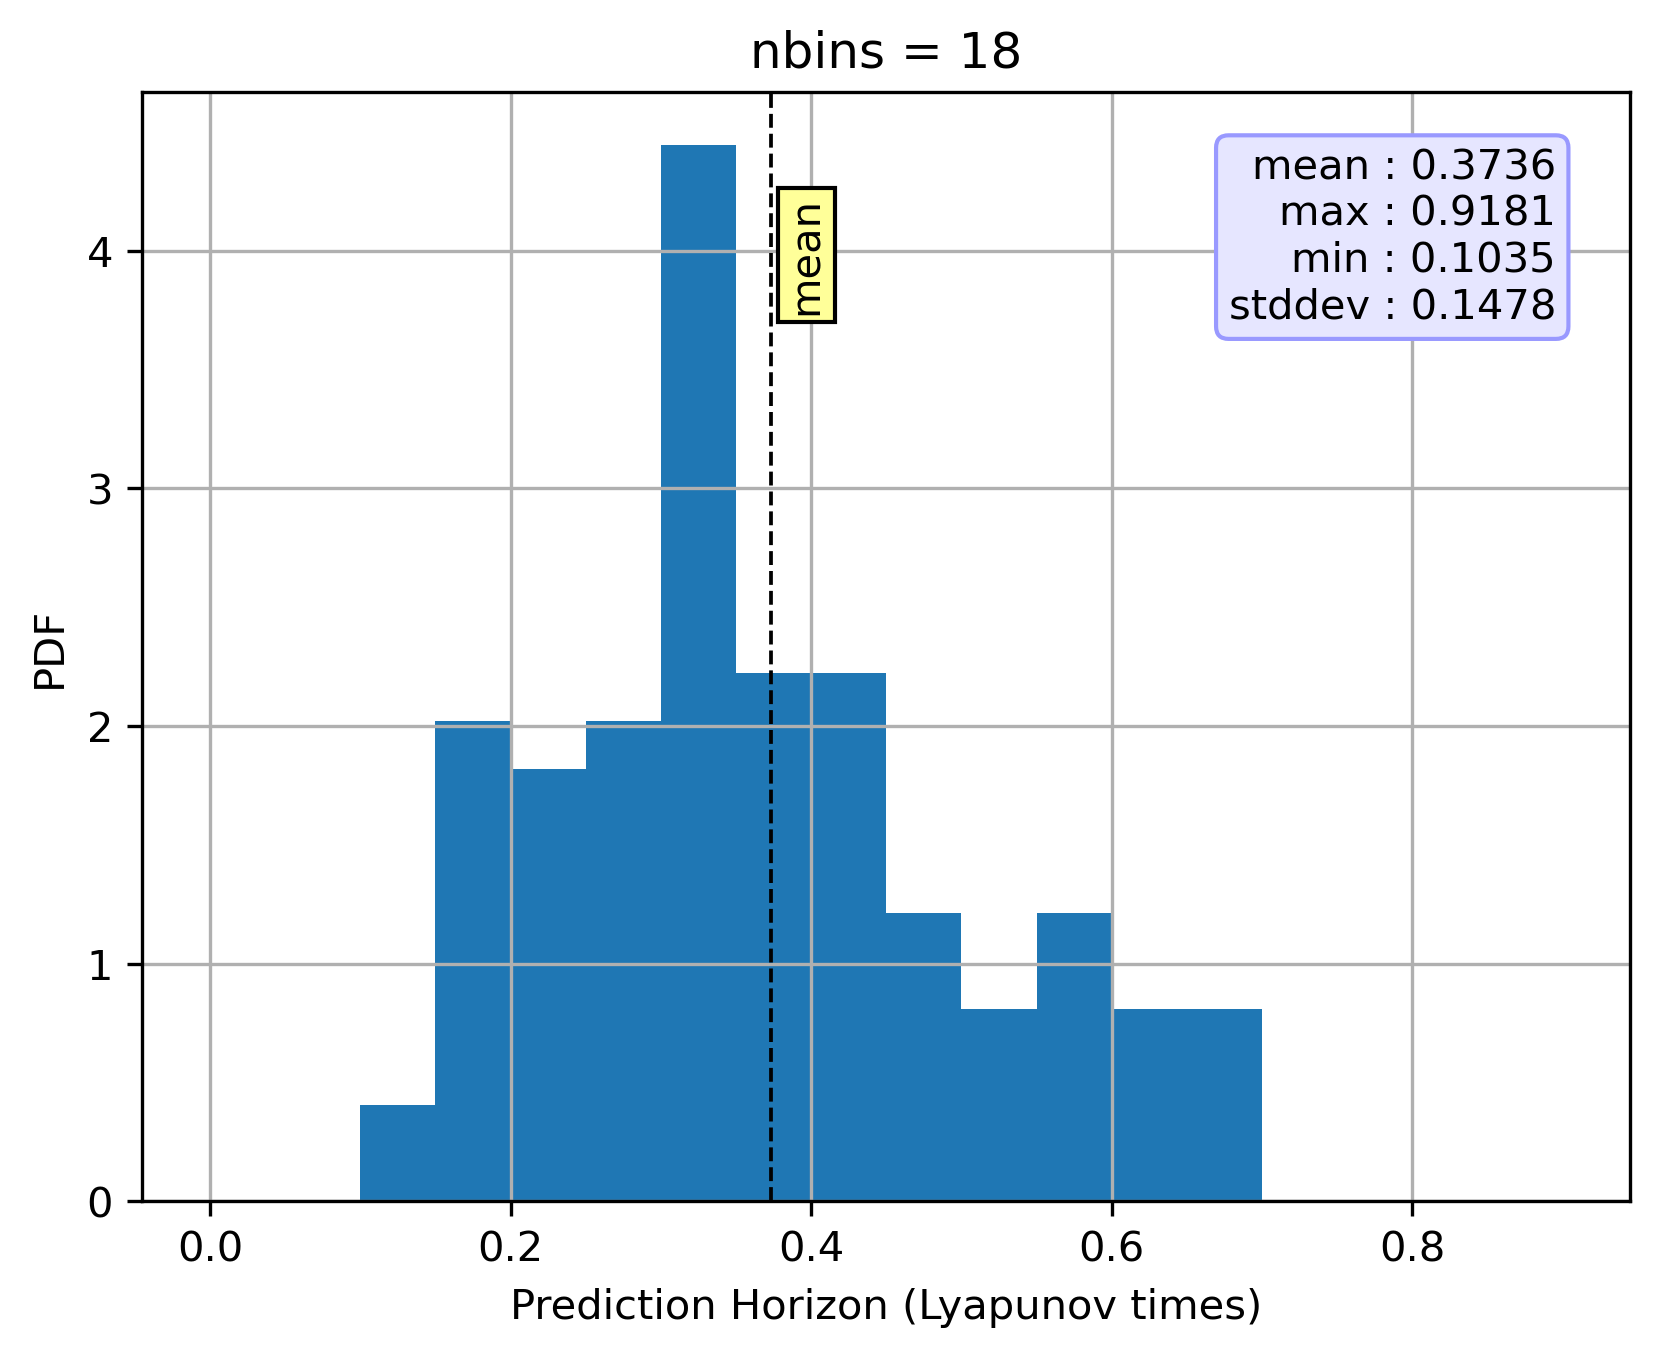 nbins = 18
mean : 0.3736
max : 0.9181
min : 0.1035
stddev : 0.1478
mean
4
3
2
1
0
PDF
0.0 0.2 0.4 0.6 0.8
Prediction Horizon (Lyapunov times)